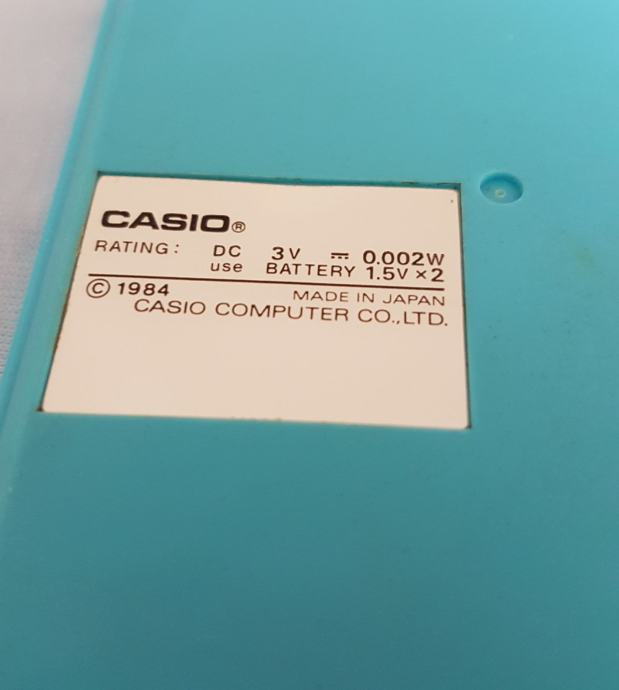 CASIO®
RATING: DC 3V ⎓ 0.002W
use BATTERY 1.5V×2
© 1984 MADE IN JAPAN
CASIO COMPUTER CO.,LTD.